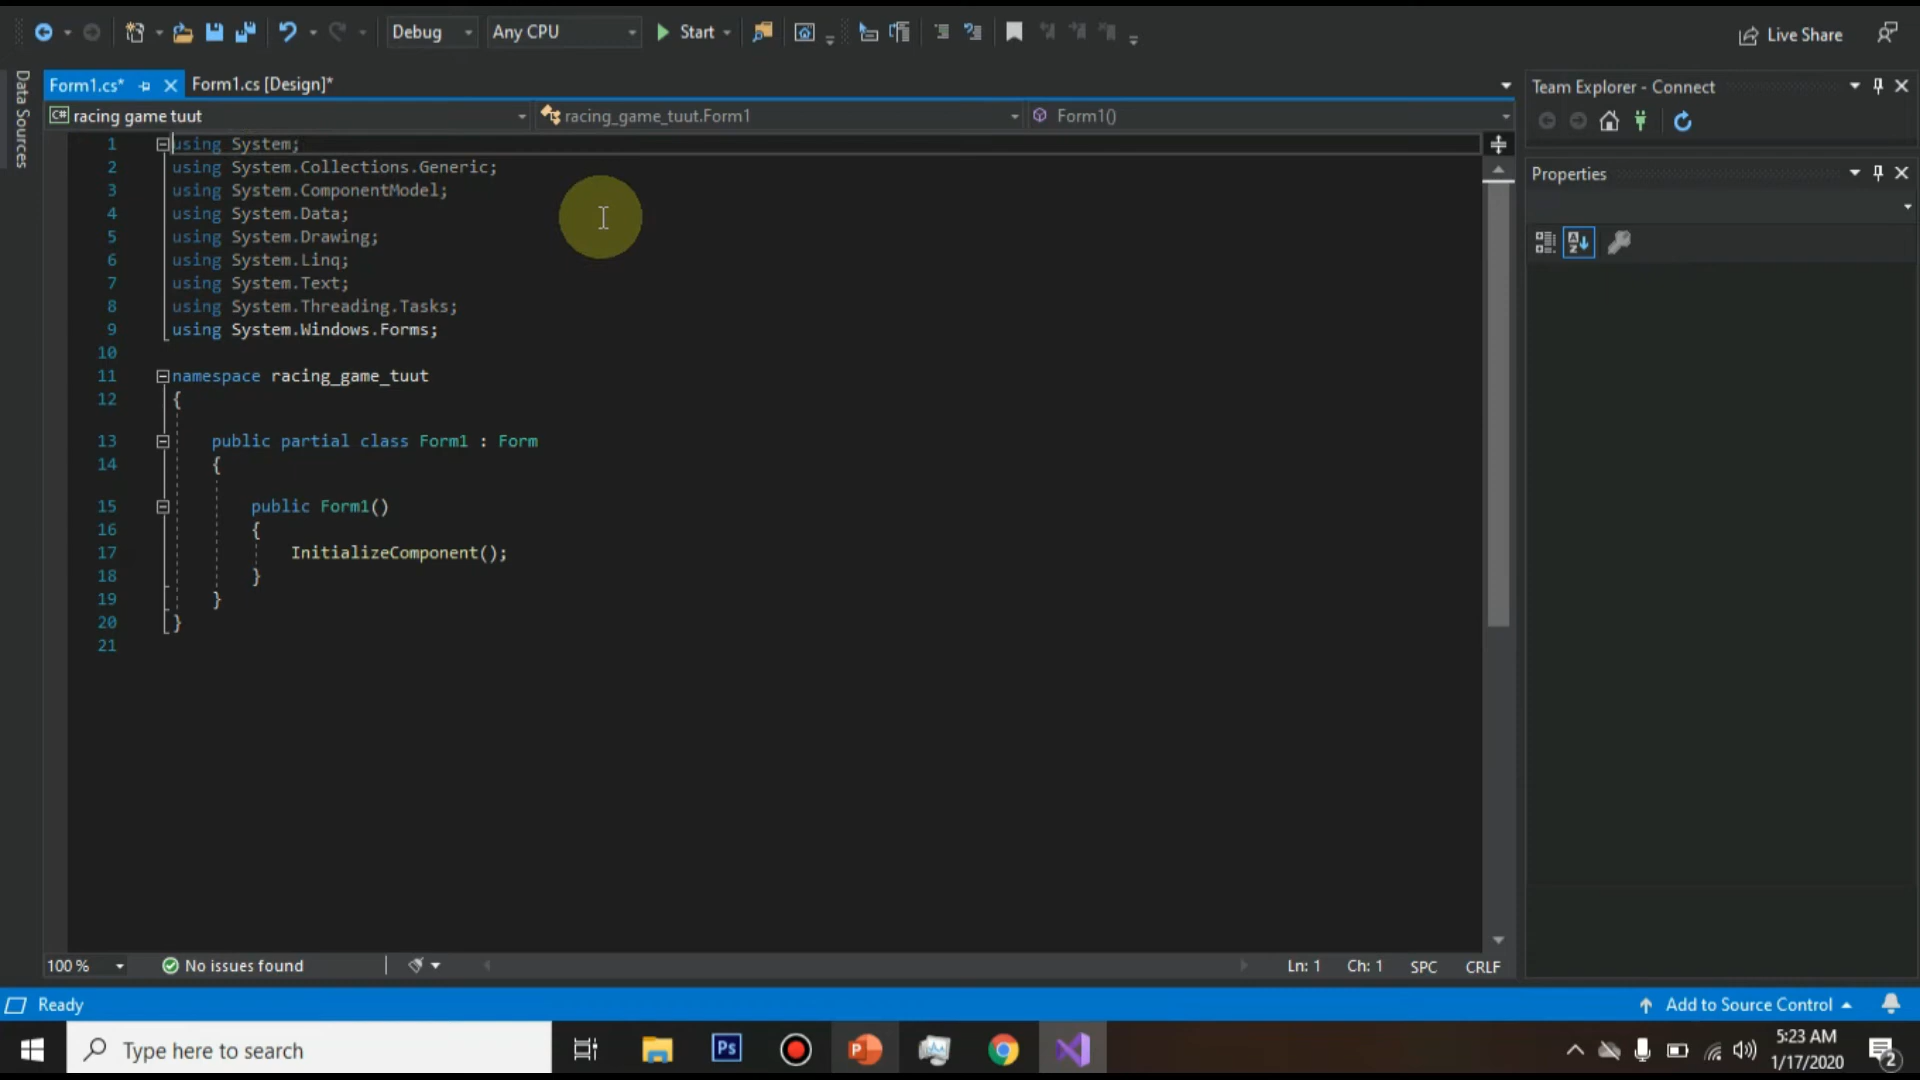 Debug
Any CPU
Start
Live Share
Data Sources
Form1.cs*
Form1.cs [Design]*
Team Explorer - Connect
C# racing game tuut
racing_game_tuut.Form1
Form1()
Properties
1 using System;
2 using System.Collections.Generic;
3 using System.ComponentModel;
4 using System.Data;
5 using System.Drawing;
6 using System.Linq;
7 using System.Text;
8 using System.Threading.Tasks;
9 using System.Windows.Forms;
10
11 namespace racing_game_tuut
12 {
13 public partial class Form1 : Form
14 {
15 public Form1()
16 {
17 InitializeComponent();
18 }
19 }
20 }
21
100 %
No issues found
Ln: 1
Ch: 1
SPC
CRLF
Ready
Add to Source Control
Type here to search
Ps
P
5:23 AM
1/17/2020
2